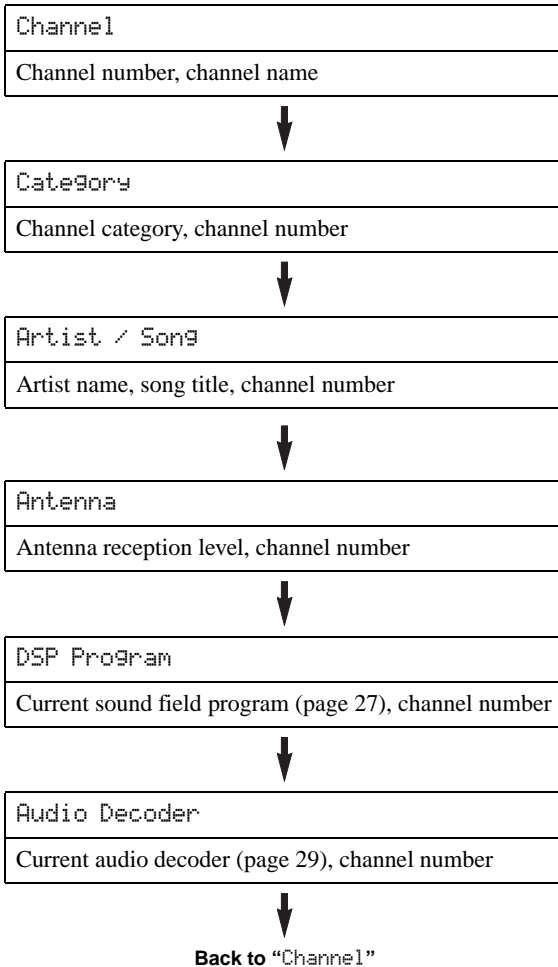 Channel
Channel number, channel name
Category
Channel category, channel number
Artist / Song
Artist name, song title, channel number
Antenna
Antenna reception level, channel number
DSP Program
Current sound field program (page 27), channel number
Audio Decoder
Current audio decoder (page 29), channel number
Back to “Channel”